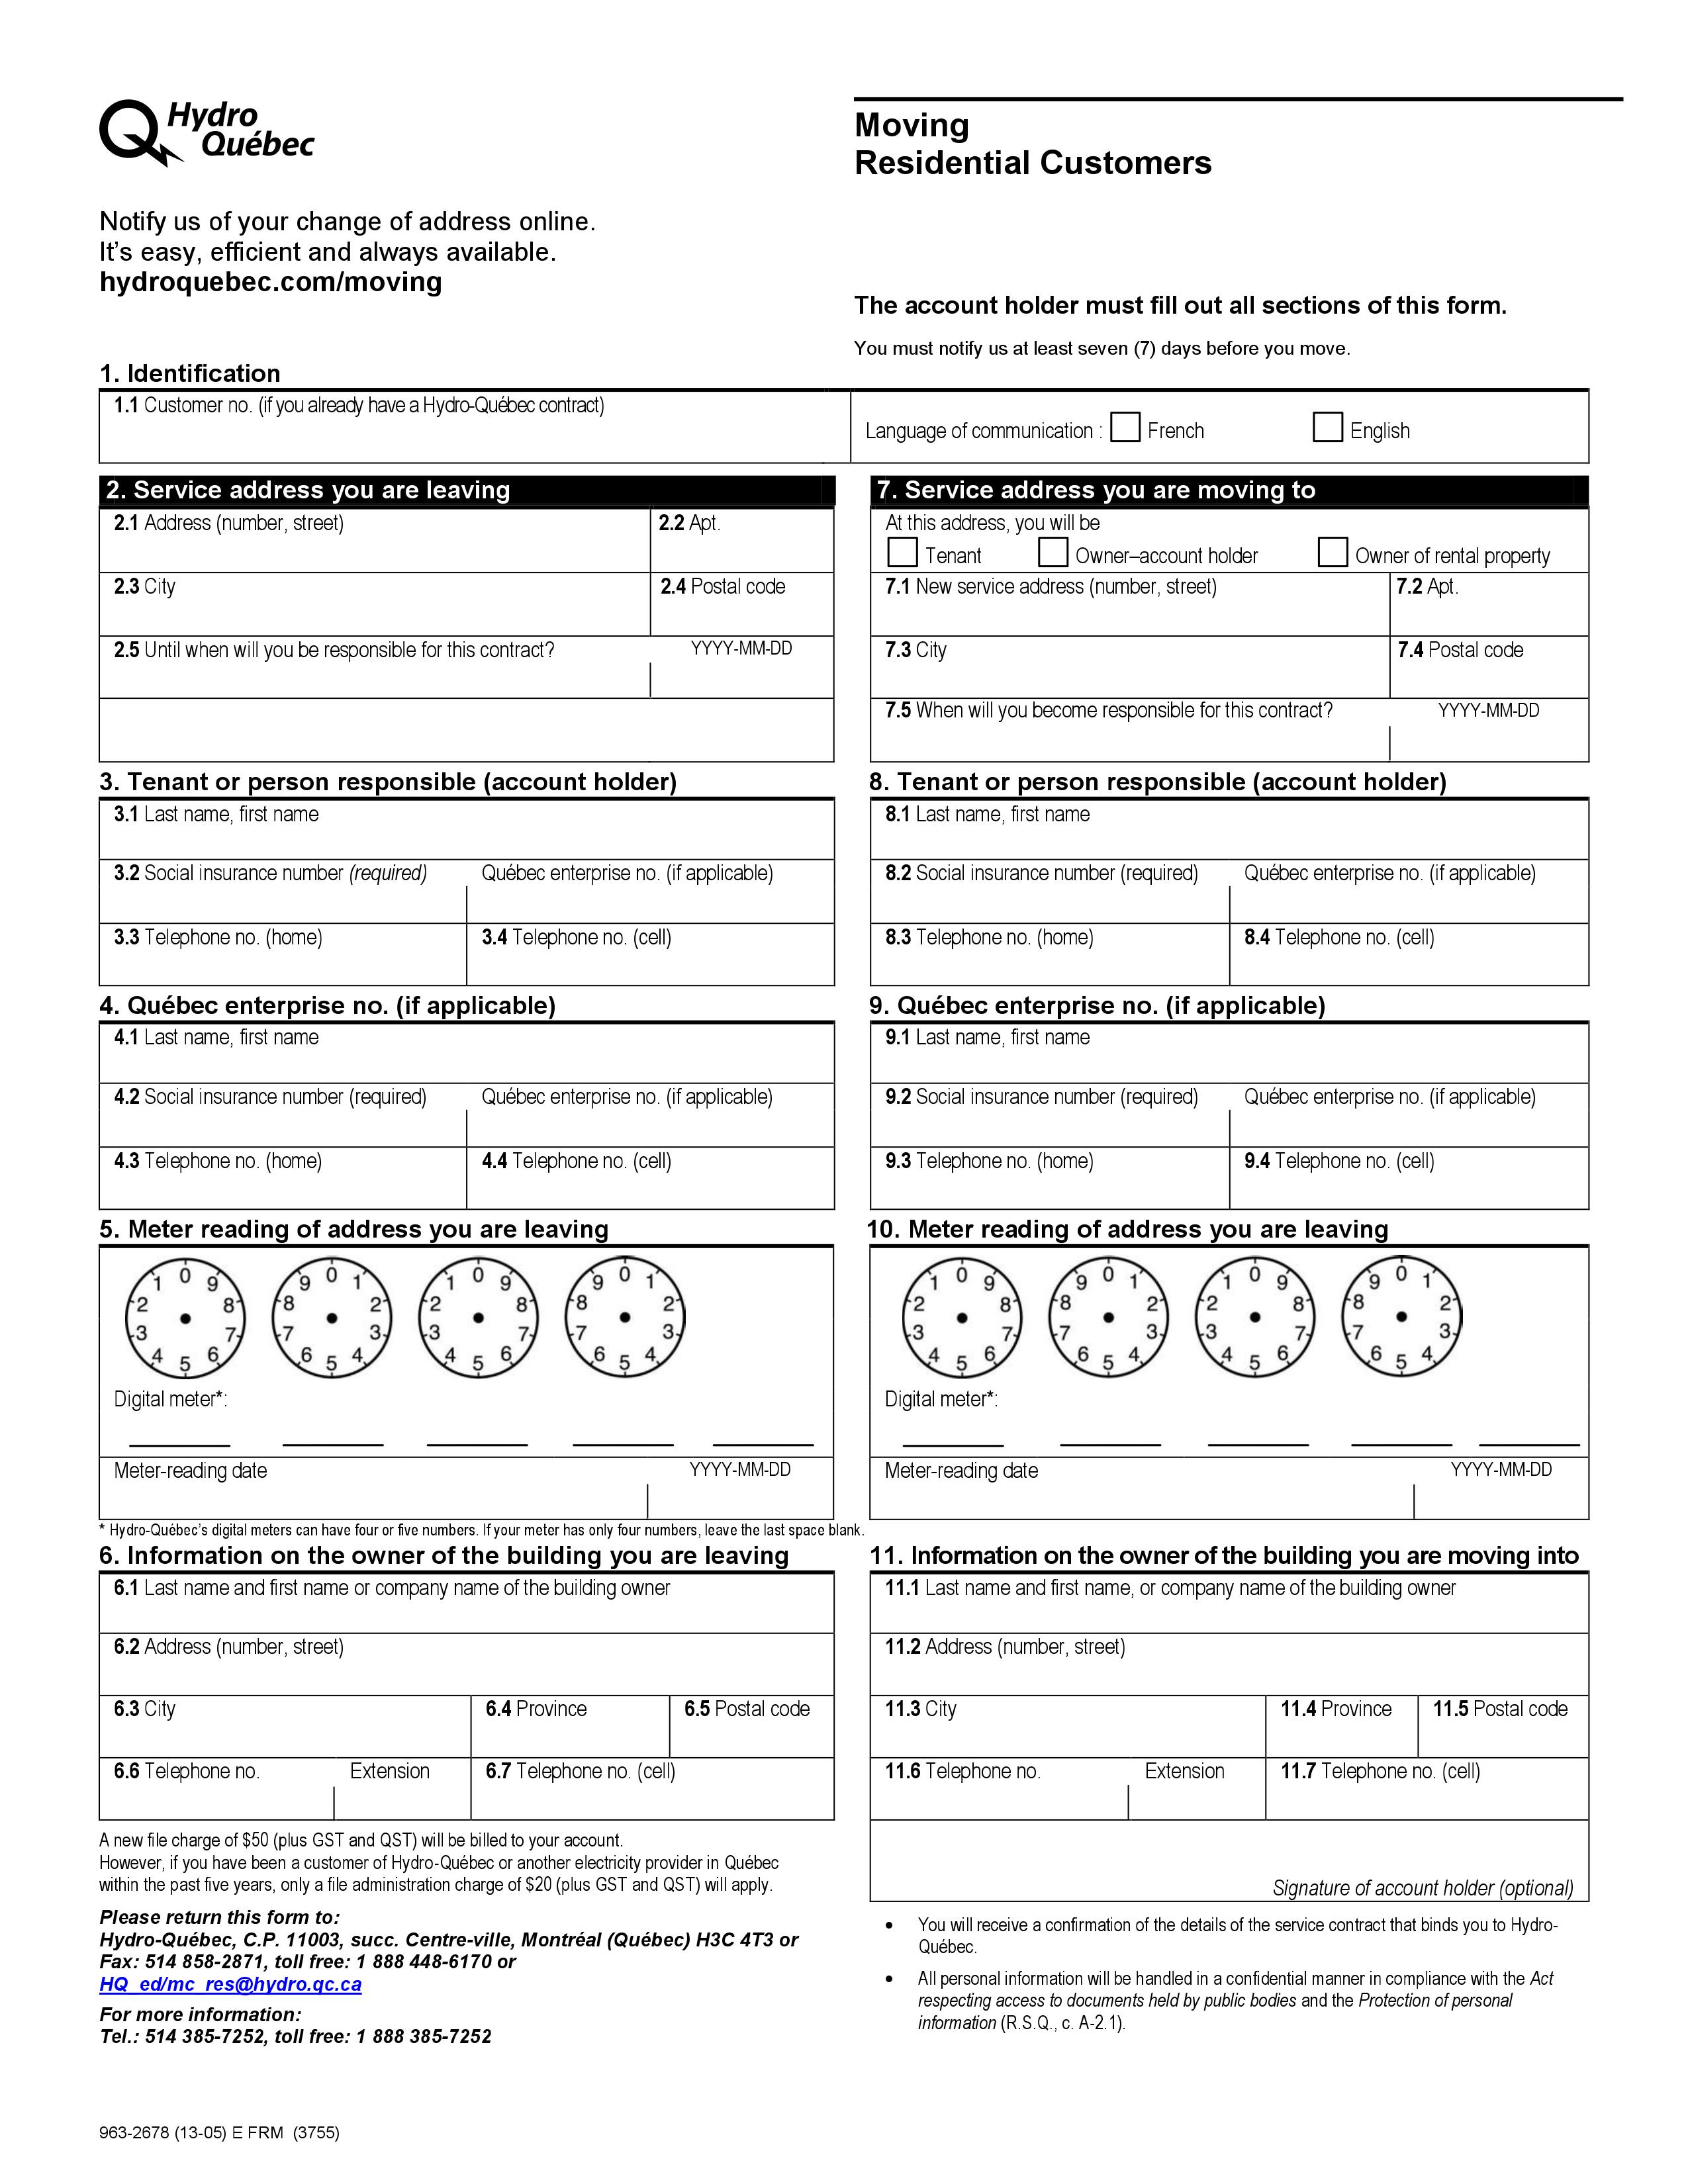 Hydro
Québec
Moving
Residential Customers
Notify us of your change of address online.
It’s easy, efficient and always available.
hydroquebec.com/moving
The account holder must fill out all sections of this form.
You must notify us at least seven (7) days before you move.
1. Identification
1.1 Customer no. (if you already have a Hydro-Québec contract)
Language of communication : French English
2. Service address you are leaving
2.1 Address (number, street) 2.2 Apt.
2.3 City 2.4 Postal code
2.5 Until when will you be responsible for this contract? YYYY-MM-DD
7. Service address you are moving to
At this address, you will be
Tenant Owner–account holder Owner of rental property
7.1 New service address (number, street) 7.2 Apt.
7.3 City 7.4 Postal code
7.5 When will you become responsible for this contract? YYYY-MM-DD
3. Tenant or person responsible (account holder)
3.1 Last name, first name
3.2 Social insurance number (required) Québec enterprise no. (if applicable)
3.3 Telephone no. (home) 3.4 Telephone no. (cell)
8. Tenant or person responsible (account holder)
8.1 Last name, first name
8.2 Social insurance number (required) Québec enterprise no. (if applicable)
8.3 Telephone no. (home) 8.4 Telephone no. (cell)
4. Québec enterprise no. (if applicable)
4.1 Last name, first name
4.2 Social insurance number (required) Québec enterprise no. (if applicable)
4.3 Telephone no. (home) 4.4 Telephone no. (cell)
9. Québec enterprise no. (if applicable)
9.1 Last name, first name
9.2 Social insurance number (required) Québec enterprise no. (if applicable)
9.3 Telephone no. (home) 9.4 Telephone no. (cell)
5. Meter reading of address you are leaving
0 9 8 7 6 5 4 3 2 1
0 1 2 3 4 5 6 7 8 9
0 9 8 7 6 5 4 3 2 1
0 1 2 3 4 5 6 7 8 9
Digital meter*:
Meter-reading date YYYY-MM-DD
* Hydro-Québec’s digital meters can have four or five numbers. If your meter has only four numbers, leave the last space blank.
10. Meter reading of address you are leaving
0 9 8 7 6 5 4 3 2 1
0 1 2 3 4 5 6 7 8 9
0 9 8 7 6 5 4 3 2 1
0 1 2 3 4 5 6 7 8 9
Digital meter*:
Meter-reading date YYYY-MM-DD
6. Information on the owner of the building you are leaving
6.1 Last name and first name or company name of the building owner
6.2 Address (number, street)
6.3 City 6.4 Province 6.5 Postal code
6.6 Telephone no. Extension 6.7 Telephone no. (cell)
11. Information on the owner of the building you are moving into
11.1 Last name and first name, or company name of the building owner
11.2 Address (number, street)
11.3 City 11.4 Province 11.5 Postal code
11.6 Telephone no. Extension 11.7 Telephone no. (cell)
Signature of account holder (optional)
A new file charge of $50 (plus GST and QST) will be billed to your account.
However, if you have been a customer of Hydro-Québec or another electricity provider in Québec
within the past five years, only a file administration charge of $20 (plus GST and QST) will apply.
Please return this form to:
Hydro-Québec, C.P. 11003, succ. Centre-ville, Montréal (Québec) H3C 4T3 or
Fax: 514 858-2871, toll free: 1 888 448-6170 or
HQ_ed/mc_res@hydro.qc.ca
For more information:
Tel.: 514 385-7252, toll free: 1 888 385-7252
• You will receive a confirmation of the details of the service contract that binds you to Hydro-
Québec.
• All personal information will be handled in a confidential manner in compliance with the Act
respecting access to documents held by public bodies and the Protection of personal
information (R.S.Q., c. A-2.1).
963-2678 (13-05) E FRM (3755)